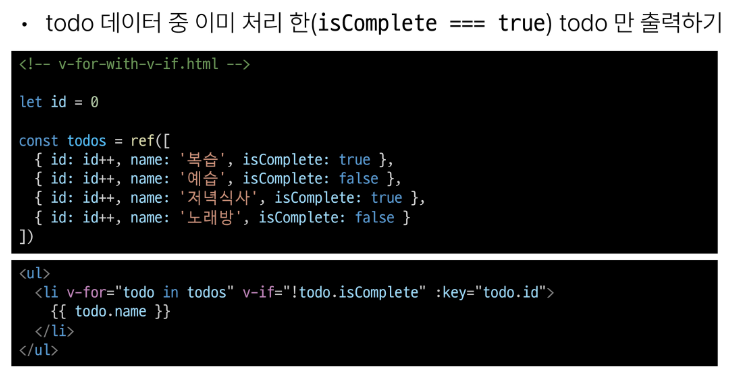 • todo 데이터 중 이미 처리 한(isComplete === true) todo 만 출력하기
<!-- v-for-with-v-if.html -->
let id = 0
const todos = ref([
  { id: id++, name: '복습', isComplete: true },
  { id: id++, name: '예습', isComplete: false },
  { id: id++, name: '저녁식사', isComplete: true },
  { id: id++, name: '노래방', isComplete: false }
])
<ul>
  <li v-for="todo in todos" v-if="!todo.isComplete" :key="todo.id">
    {{ todo.name }}
  </li>
</ul>